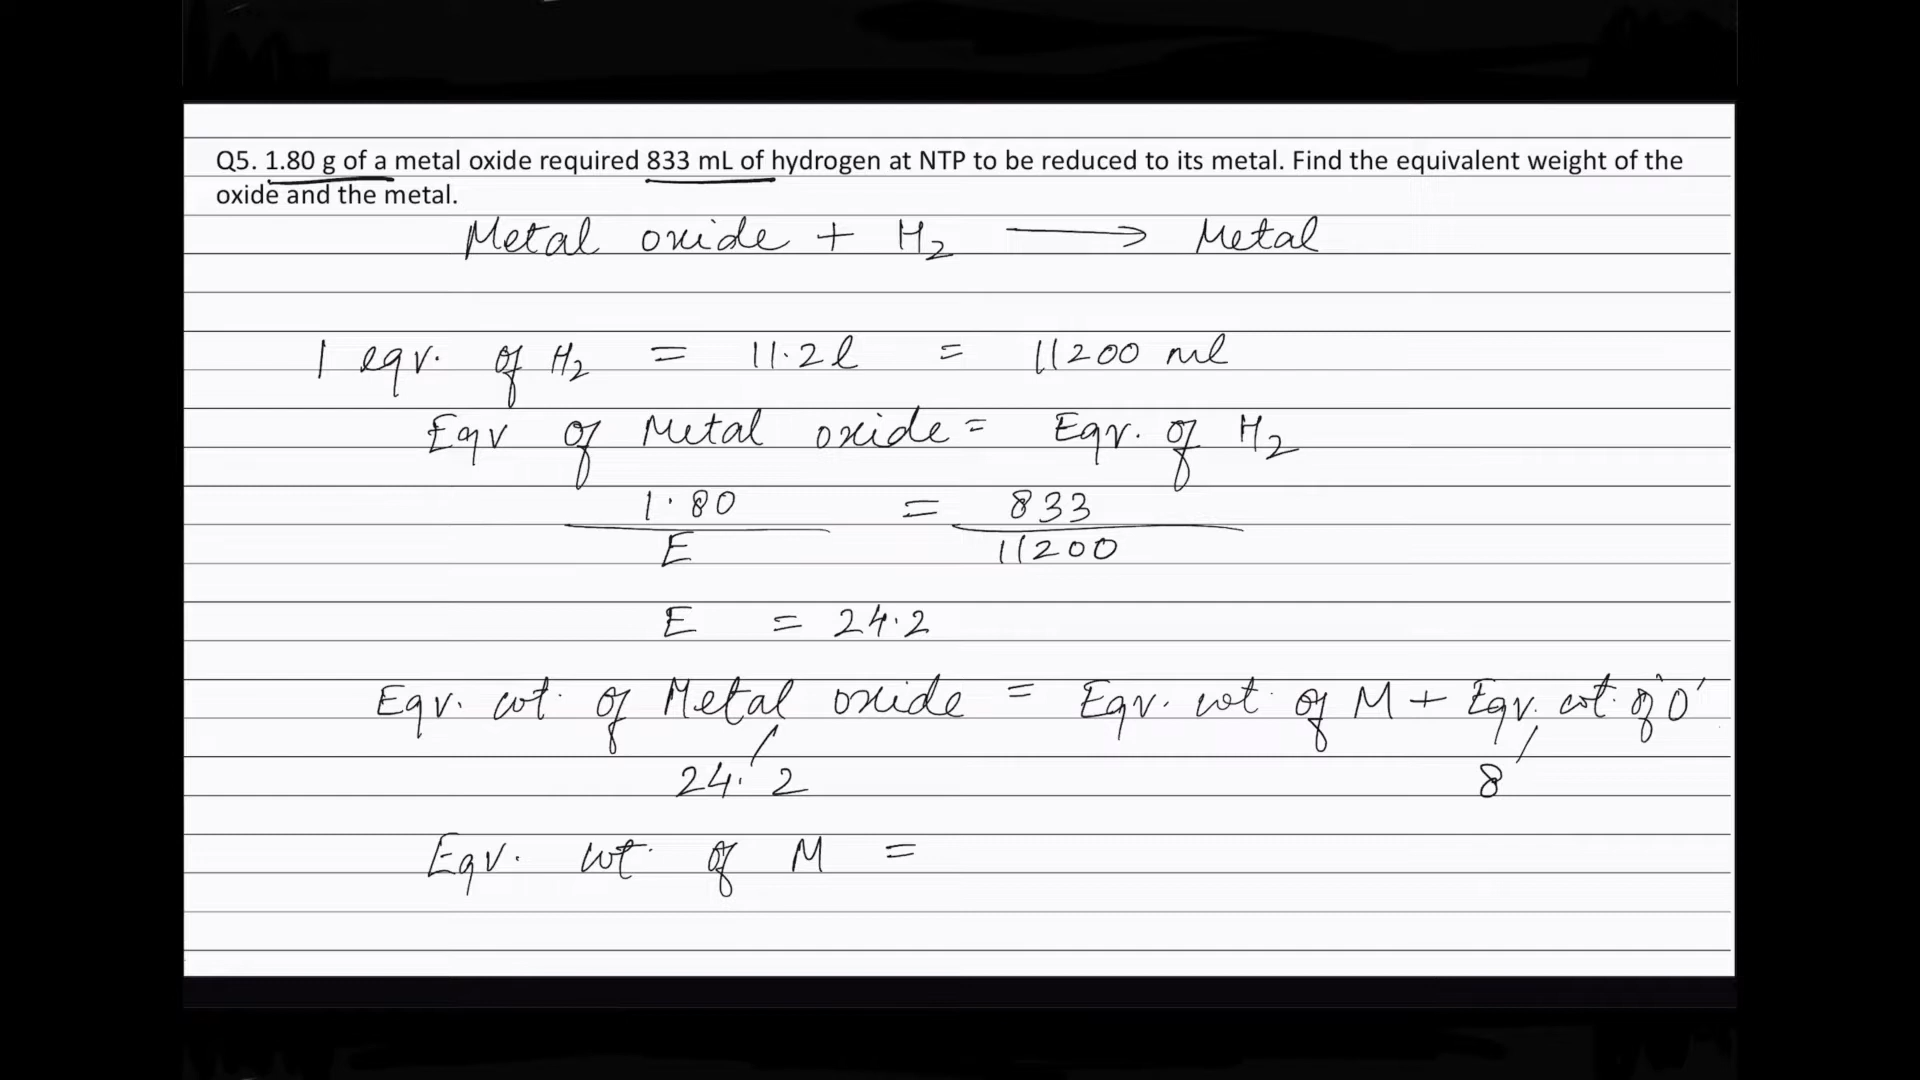 Q5. 1.80 g of a metal oxide required 833 mL of hydrogen at NTP to be reduced to its metal. Find the equivalent weight of the
oxide and the metal.
Metal oxide + H₂ ⟶ Metal
1 eqv. of H₂ = 11.2l = 11200 ml
Eqv of Metal oxide = Eqv. of H₂
1.80 = 833
E 11200
E = 24.2
Eqv. wt. of Metal oxide = Eqv. wt. of M + Eqv. wt. of 'O'
24.2 8
Eqv. wt. of M =